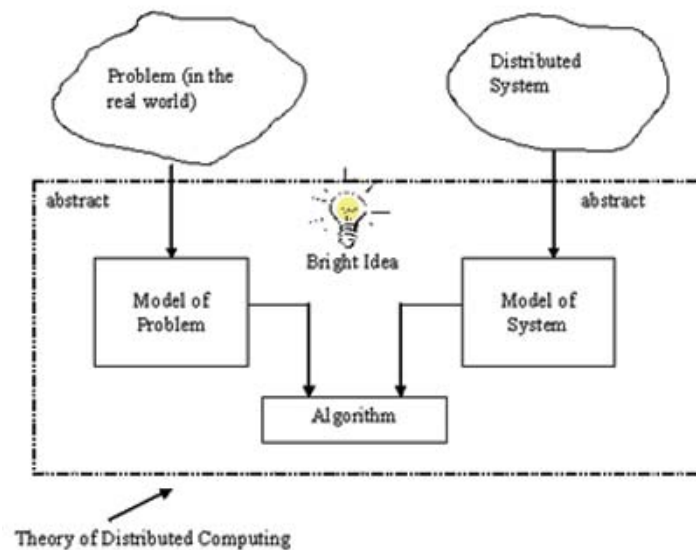 Problem (in the
real world)
Distributed
System
abstract
abstract
Bright Idea
Model of
Problem
Model of
System
Algorithm
Theory of Distributed Computing